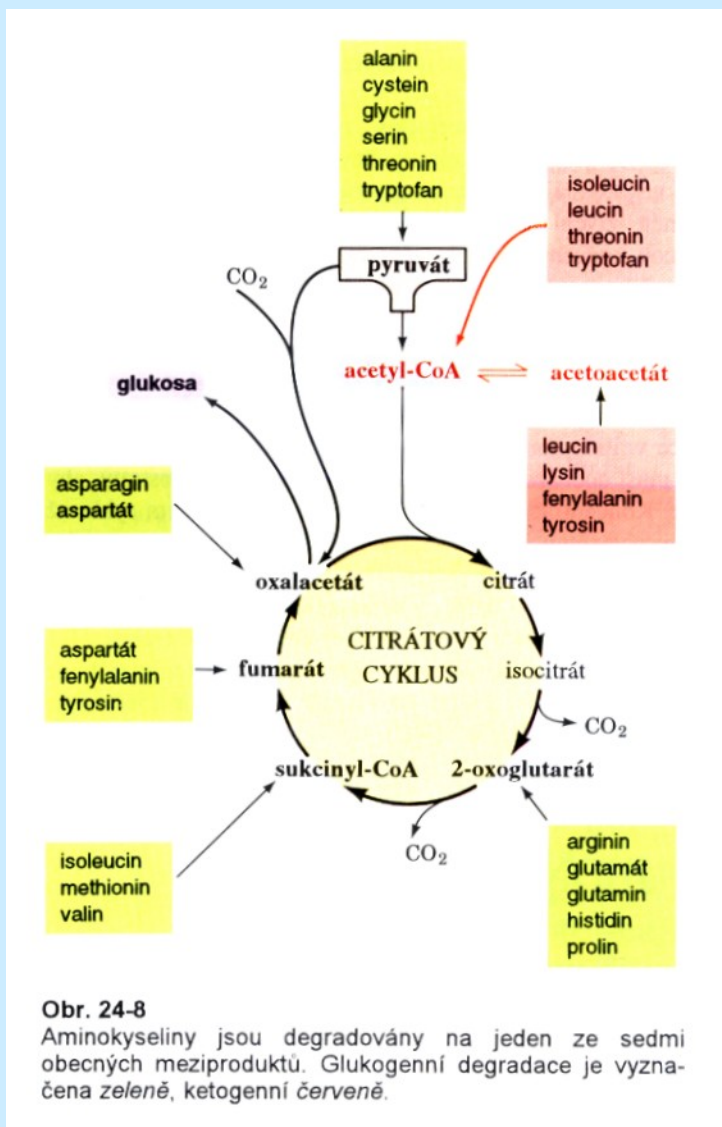 alanin
cystein
glycin
serin
threonin
tryptofan
isoleucin
leucin
threonin
tryptofan
pyruvát
CO₂
acetyl-CoA
acetoacetát
glukosa
leucin
lysin
fenylalanin
tyrosin
asparagin
aspartát
oxalacetát
citrát
CITRÁTOVÝ
CYKLUS
aspartát
fenylalanin
tyrosin
fumarát
isocitrát
CO₂
sukcinyl-CoA
2-oxoglutarát
CO₂
isoleucin
methionin
valin
arginin
glutamát
glutamin
histidin
prolin
Obr. 24-8
Aminokyseliny jsou degradovány na jeden ze sedmi
obecných meziproduktů. Glukogenní degradace je vyzna-
čena zeleně, ketogenní červeně.